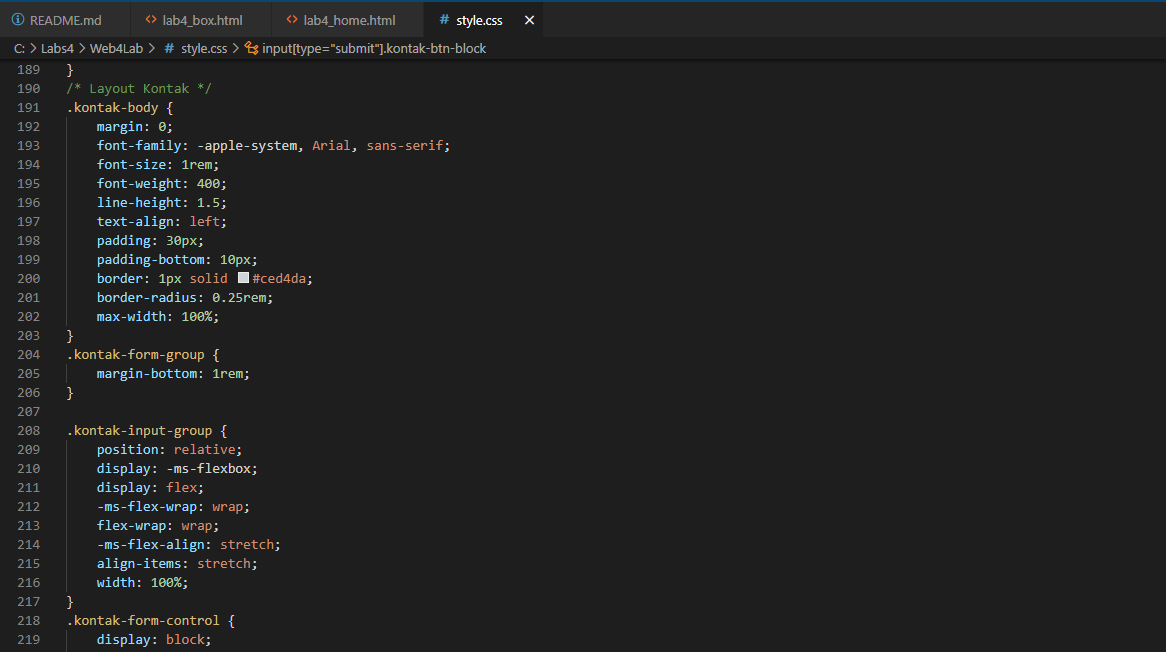 README.md lab4_box.html lab4_home.html # style.css ×
C: > Labs4 > Web4Lab > # style.css > input[type="submit"].kontak-btn-block
189 }
190 /* Layout Kontak */
191 .kontak-body {
192     margin: 0;
193     font-family: -apple-system, Arial, sans-serif;
194     font-size: 1rem;
195     font-weight: 400;
196     line-height: 1.5;
197     text-align: left;
198     padding: 30px;
199     padding-bottom: 10px;
200     border: 1px solid #ced4da;
201     border-radius: 0.25rem;
202     max-width: 100%;
203 }
204 .kontak-form-group {
205     margin-bottom: 1rem;
206 }
207
208 .kontak-input-group {
209     position: relative;
210     display: -ms-flexbox;
211     display: flex;
212     -ms-flex-wrap: wrap;
213     flex-wrap: wrap;
214     -ms-flex-align: stretch;
215     align-items: stretch;
216     width: 100%;
217 }
218 .kontak-form-control {
219     display: block;